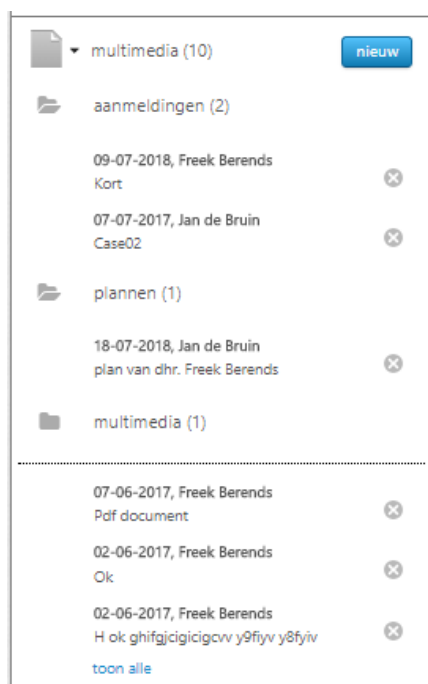 multimedia (10)
nieuw
aanmeldingen (2)
09-07-2018, Freek Berends
Kort
07-07-2017, Jan de Bruin
Case02
plannen (1)
18-07-2018, Jan de Bruin
plan van dhr. Freek Berends
multimedia (1)
07-06-2017, Freek Berends
Pdf document
02-06-2017, Freek Berends
Ok
02-06-2017, Freek Berends
H ok ghifgjcigicigcvv y9fiyv y8fyiv
toon alle